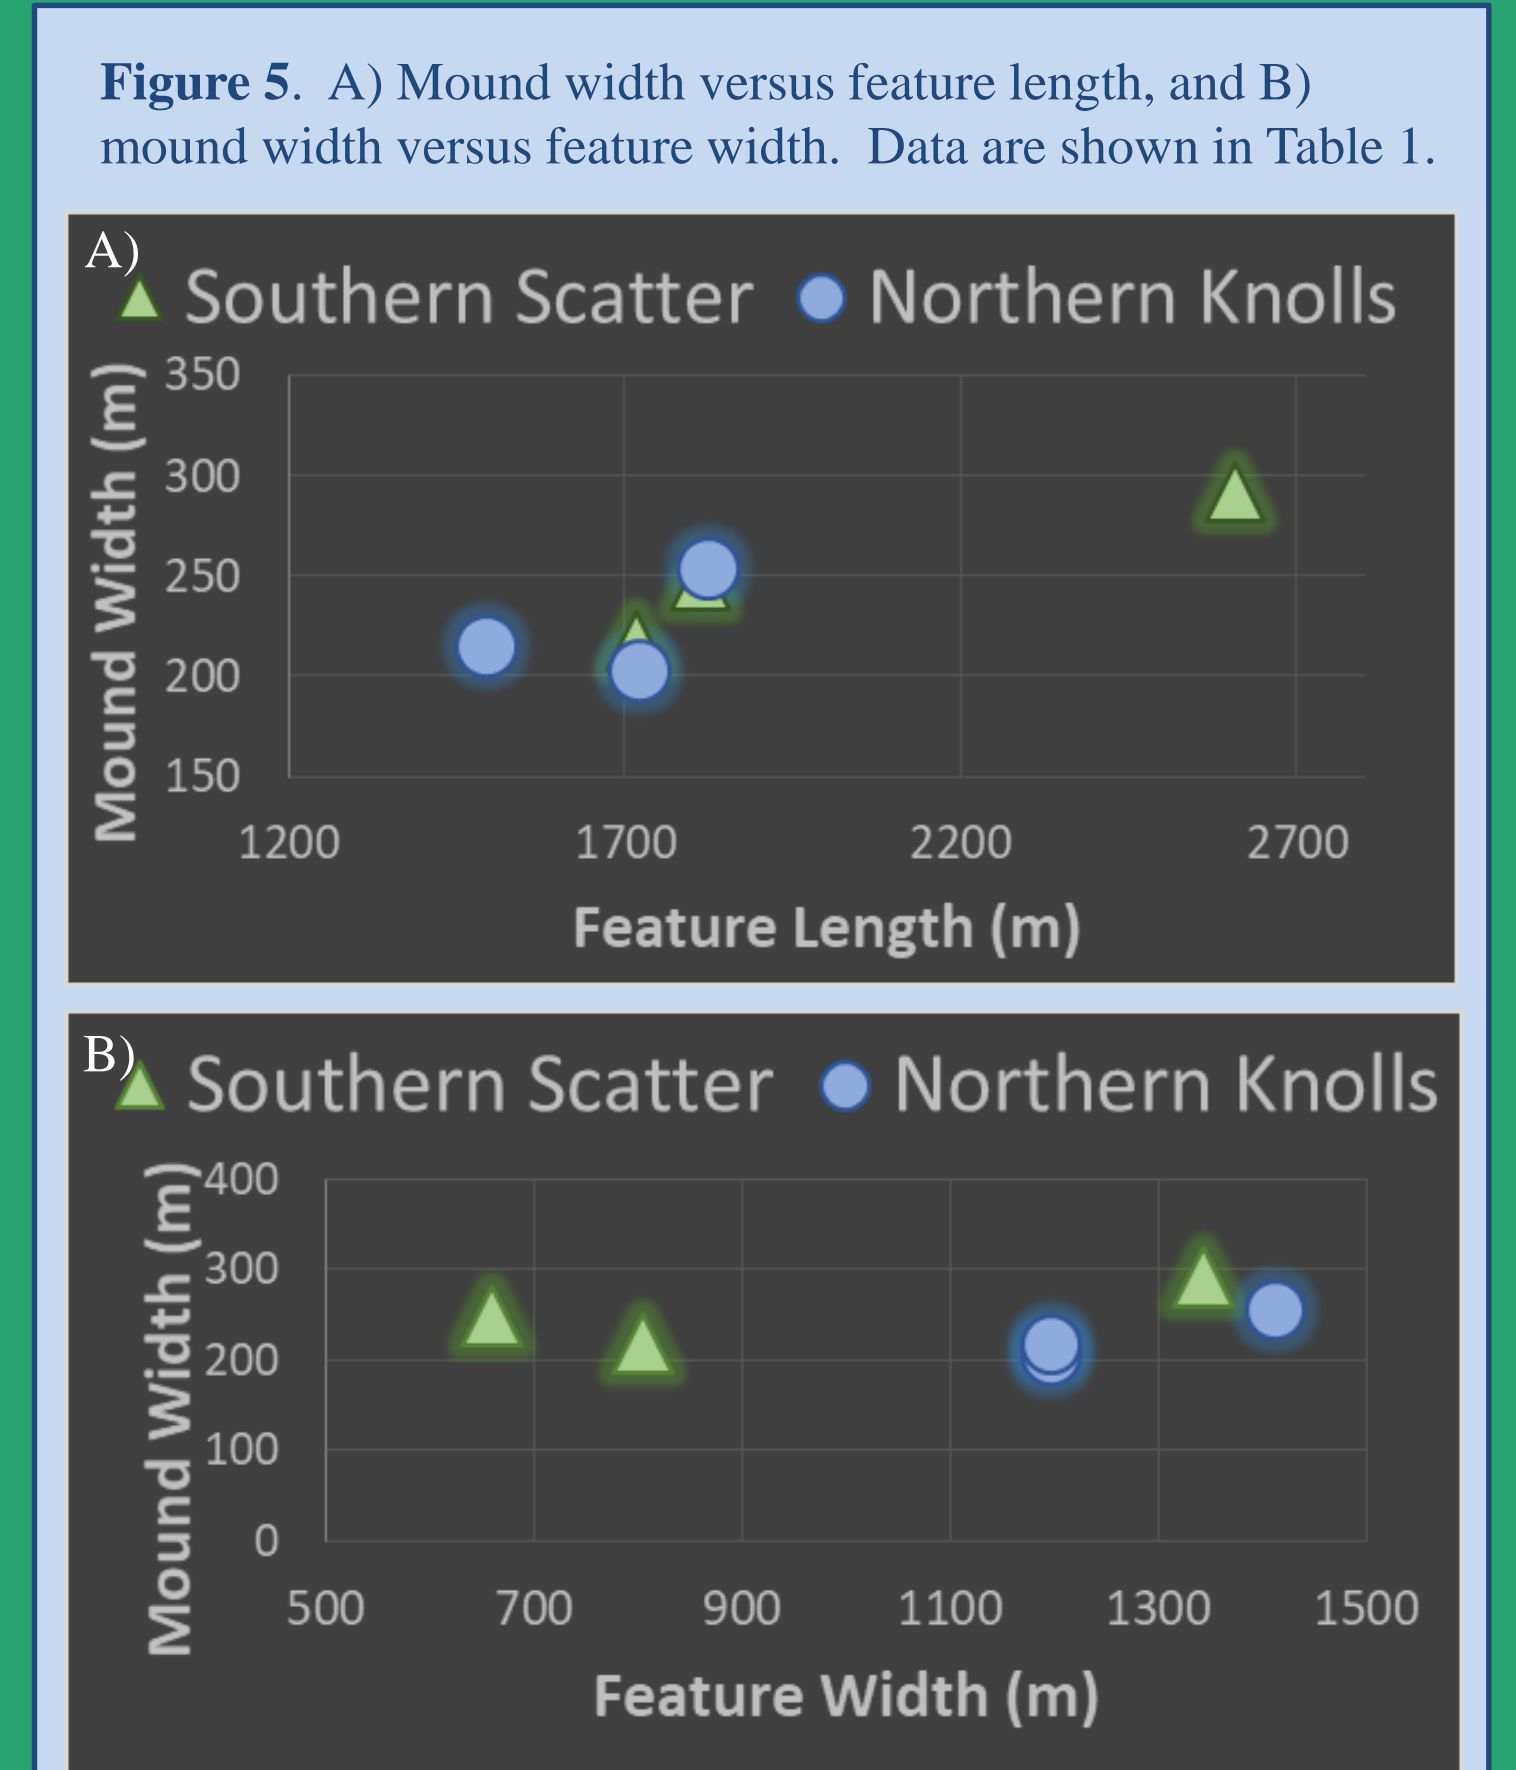 Figure 5. A) Mound width versus feature length, and B)
mound width versus feature width. Data are shown in Table 1.
A)
Southern Scatter Northern Knolls
Mound Width (m)
350
300
250
200
150
1200 1700 2200 2700
Feature Length (m)
B)
Southern Scatter Northern Knolls
Mound Width (m)
400
300
200
100
0
500 700 900 1100 1300 1500
Feature Width (m)